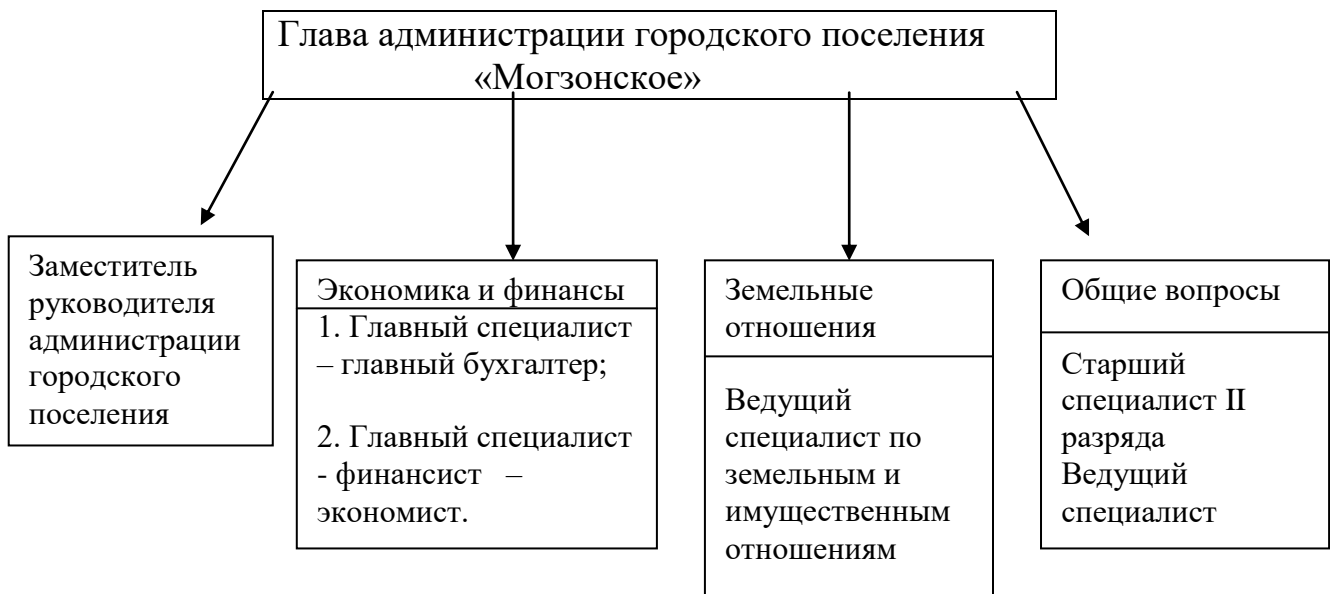 Глава администрации городского поселения
«Могзонское»
Заместитель
руководителя
администрации
городского
поселения
Экономика и финансы
1. Главный специалист
– главный бухгалтер;
2. Главный специалист
- финансист –
экономист.
Земельные
отношения
Ведущий
специалист по
земельным и
имущественным
отношениям
Общие вопросы
Старший
специалист II
разряда
Ведущий
специалист